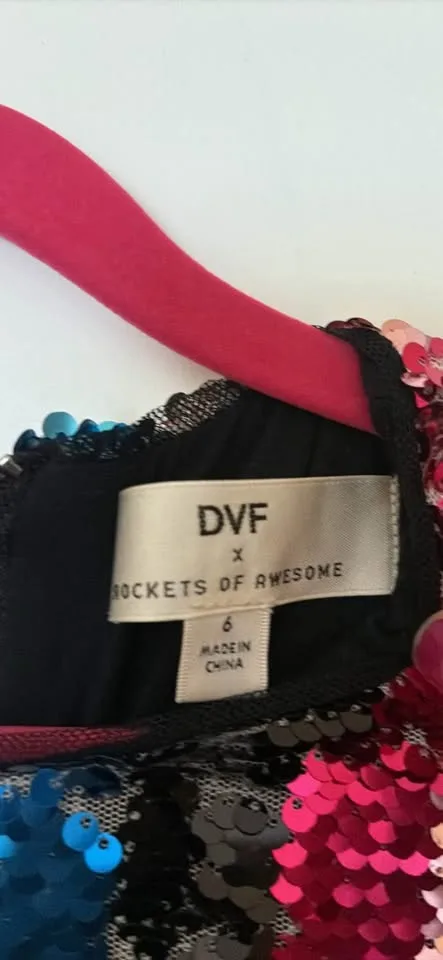 DVF
X
ROCKETS OF AWESOME
6
MADE IN
CHINA